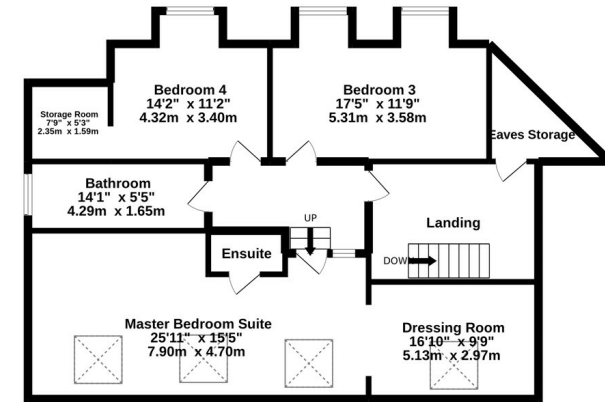 Bedroom 4
14'2" x 11'2"
4.32m x 3.40m
Bedroom 3
17'5" x 11'9"
5.31m x 3.58m
Storage Room
7'9" x 5'3"
2.35m x 1.59m
Eaves Storage
Bathroom
14'1" x 5'5"
4.29m x 1.65m
UP
Landing
Ensuite
DOWN
Master Bedroom Suite
25'11" x 15'5"
7.90m x 4.70m
Dressing Room
16'10" x 9'9"
5.13m x 2.97m